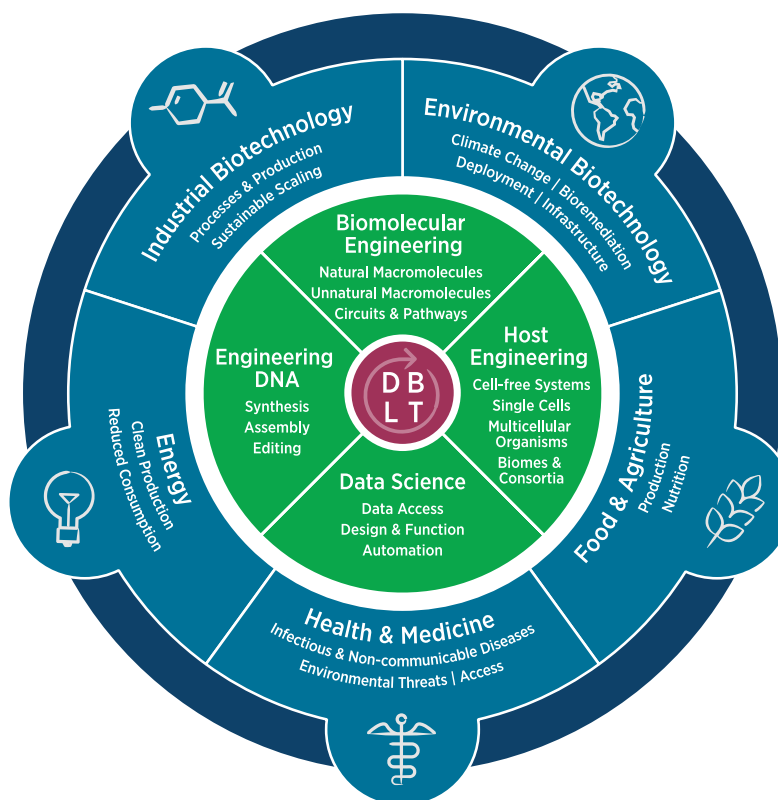 Industrial Biotechnology
Processes & Production
Sustainable Scaling
Environmental Biotechnology
Climate Change | Bioremediation
Deployment | Infrastructure
Biomolecular
Engineering
Natural Macromolecules
Unnatural Macromolecules
Circuits & Pathways
Engineering
DNA
Synthesis
Assembly
Editing
D B
L T
Host
Engineering
Cell-free Systems
Single Cells
Multicellular
Organisms
Biomes &
Consortia
Data Science
Data Access
Design & Function
Automation
Energy
Clean Production
Reduced Consumption
Food & Agriculture
Production
Nutrition
Health & Medicine
Infectious & Non-communicable Diseases
Environmental Threats | Access